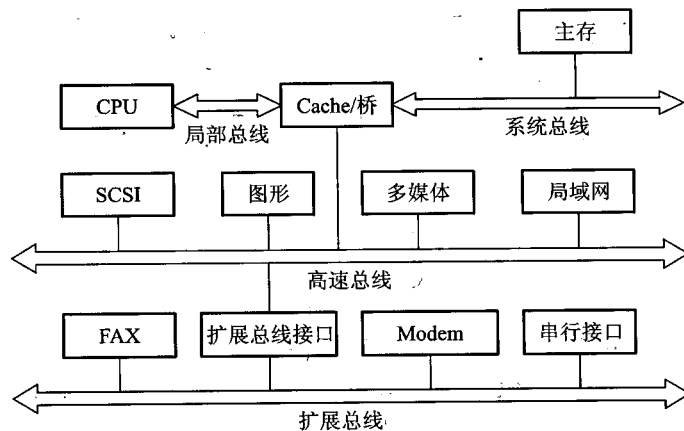 主存
CPU
Cache/桥
局部总线
系统总线
SCSI
图形
多媒体
局域网
高速总线
FAX
扩展总线接口
Modem
串行接口
扩展总线